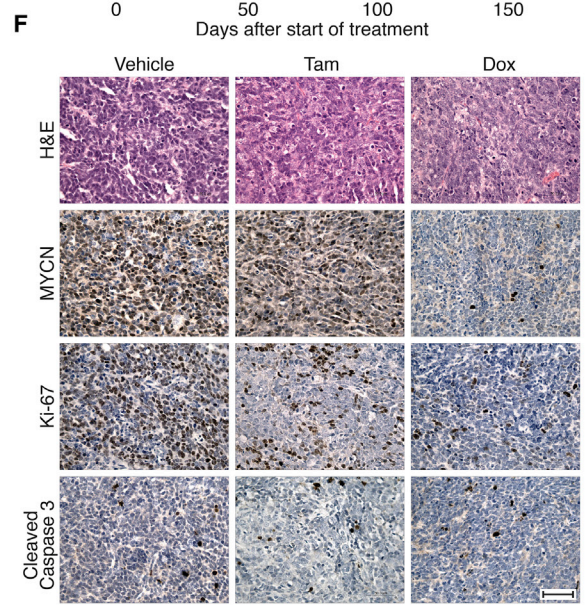 F
0 50 100 150
Days after start of treatment
Vehicle Tam Dox
H&E
MYCN
Ki-67
Cleaved
Caspase 3